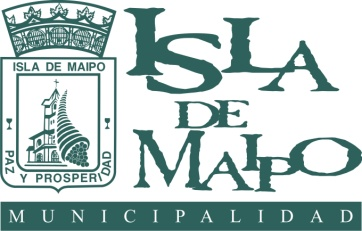 ISLA DE MAIPO
PAZ Y PROSPERIDAD
ISLA
DE
MAIPO
MUNICIPALIDAD